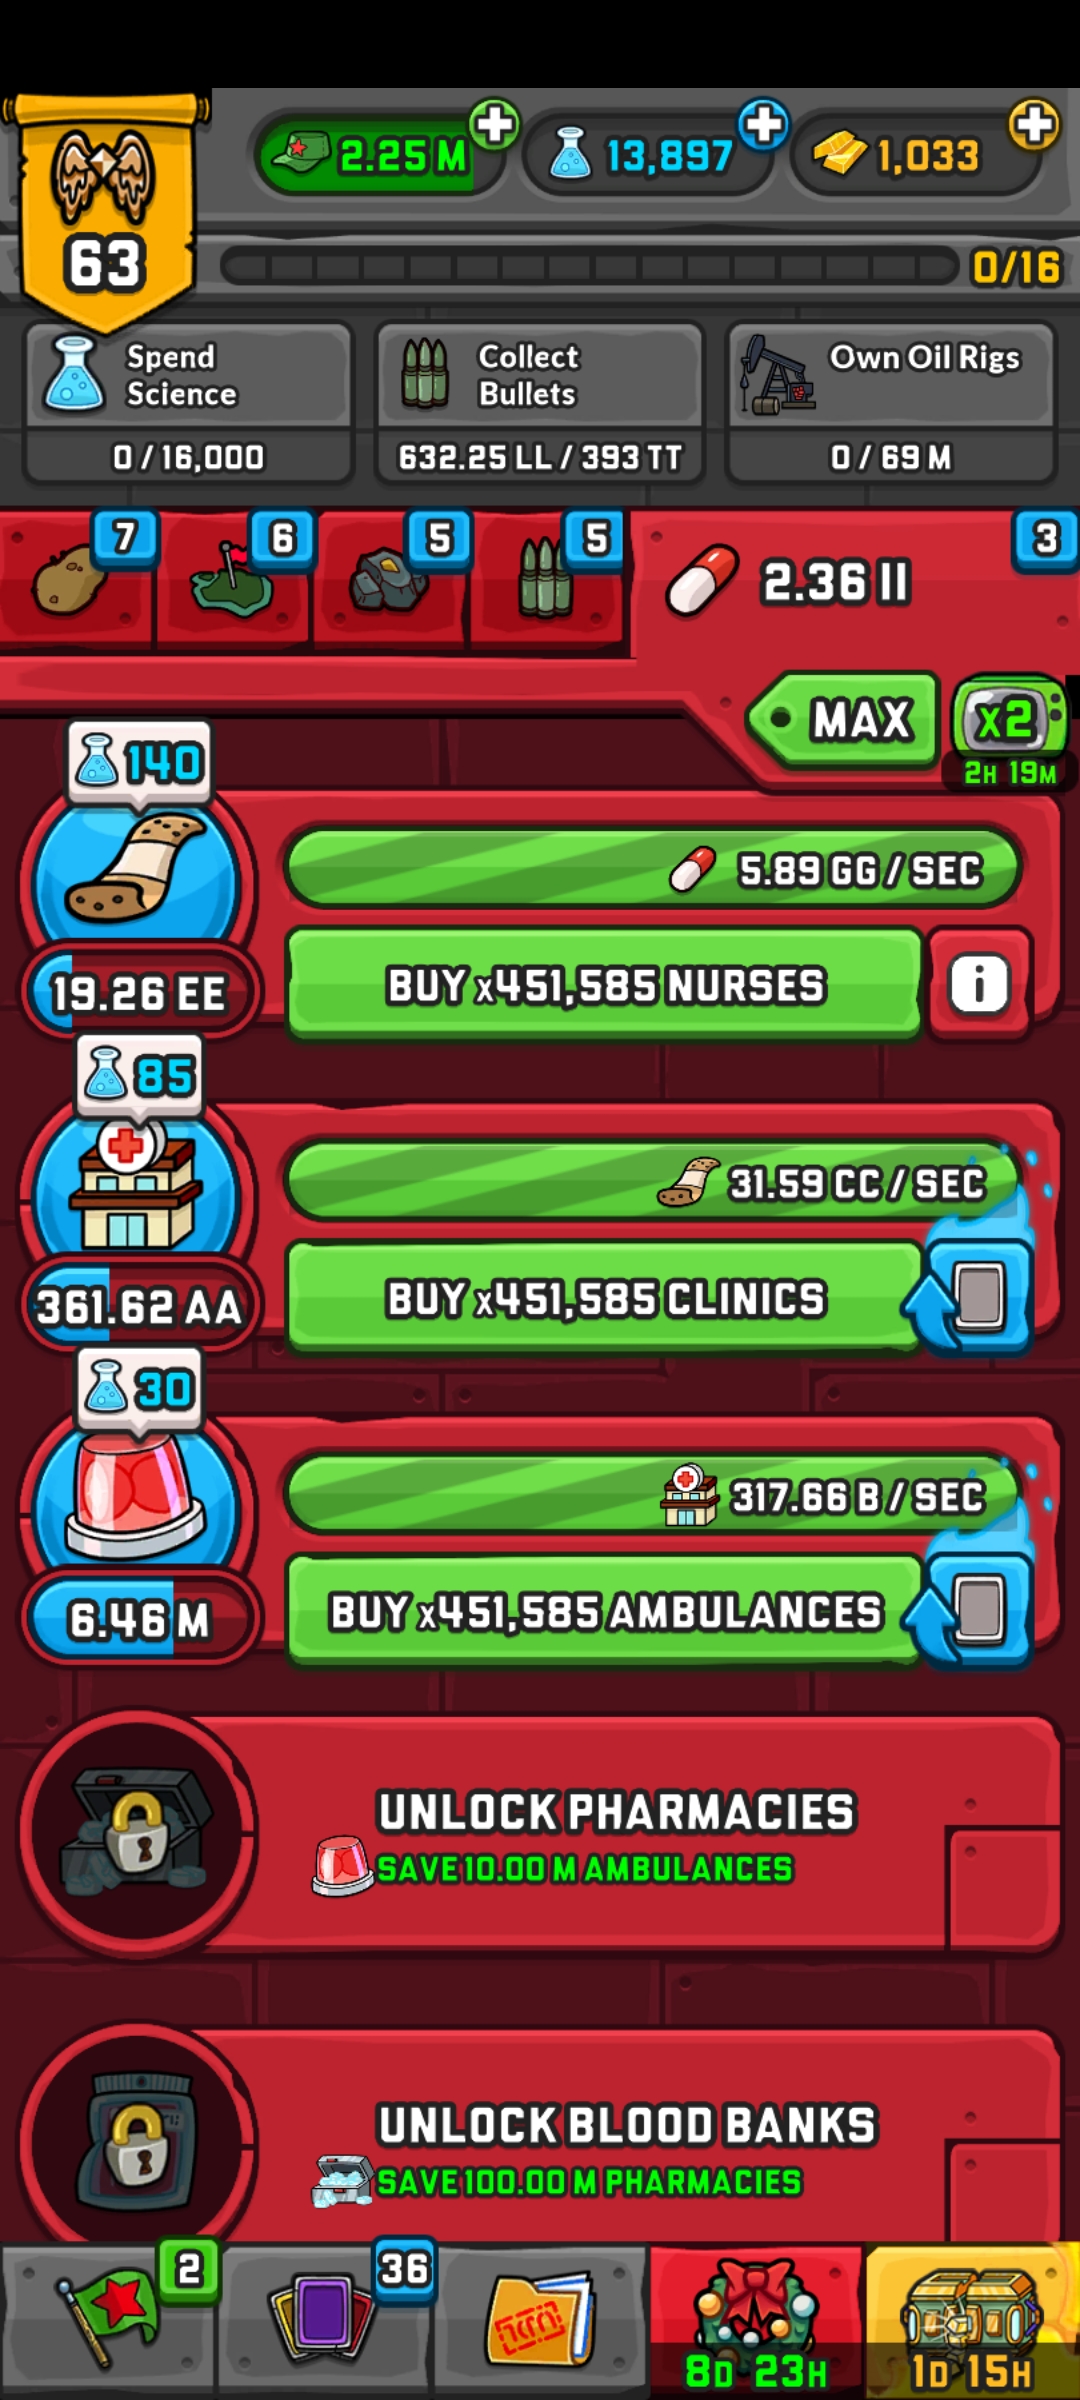 2.25 M
13,897
1,033
63
0/16
Spend
Science
0 / 16,000
Collect
Bullets
632.25 LL / 393 TT
Own Oil Rigs
0 / 69 M
7
6
5
5
2.36 II
3
MAX
x2
2H 19M
140
5.89 GG / SEC
19.26 EE
BUY x451,585 NURSES
i
85
31.59 CC / SEC
361.62 AA
BUY x451,585 CLINICS
30
317.66 B / SEC
6.46 M
BUY x451,585 AMBULANCES
UNLOCK PHARMACIES
SAVE 10.00 M AMBULANCES
UNLOCK BLOOD BANKS
SAVE 100.00 M PHARMACIES
2
36
8D 23H
1D 15H